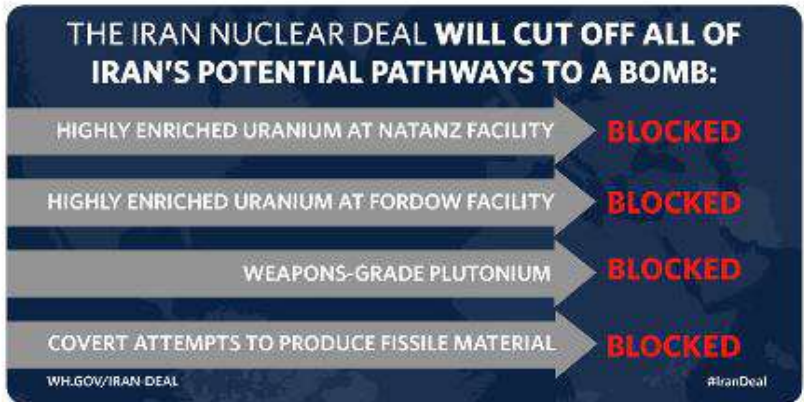 THE IRAN NUCLEAR DEAL WILL CUT OFF ALL OF
IRAN'S POTENTIAL PATHWAYS TO A BOMB:
HIGHLY ENRICHED URANIUM AT NATANZ FACILITY BLOCKED
HIGHLY ENRICHED URANIUM AT FORDOW FACILITY BLOCKED
WEAPONS-GRADE PLUTONIUM BLOCKED
COVERT ATTEMPTS TO PRODUCE FISSILE MATERIAL BLOCKED
WH.GOV/IRAN-DEAL #IranDeal